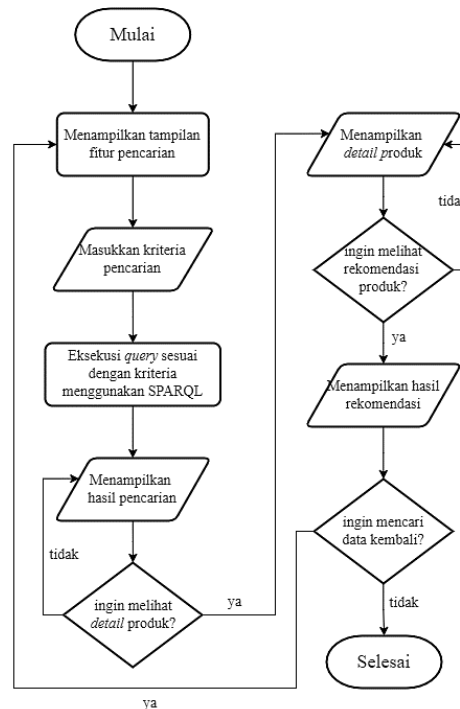 Mulai
Menampilkan tampilan
fitur pencarian
Masukkan kriteria
pencarian
Eksekusi query sesuai
dengan kriteria
menggunakan SPARQL
Menampilkan
hasil pencarian
tidak
ingin melihat
detail produk?
ya
Menampilkan
detail produk
tida
ingin melihat
rekomendasi
produk?
ya
Menampilkan hasil
rekomendasi
ingin mencari
data kembali?
tidak
Selesai
ya